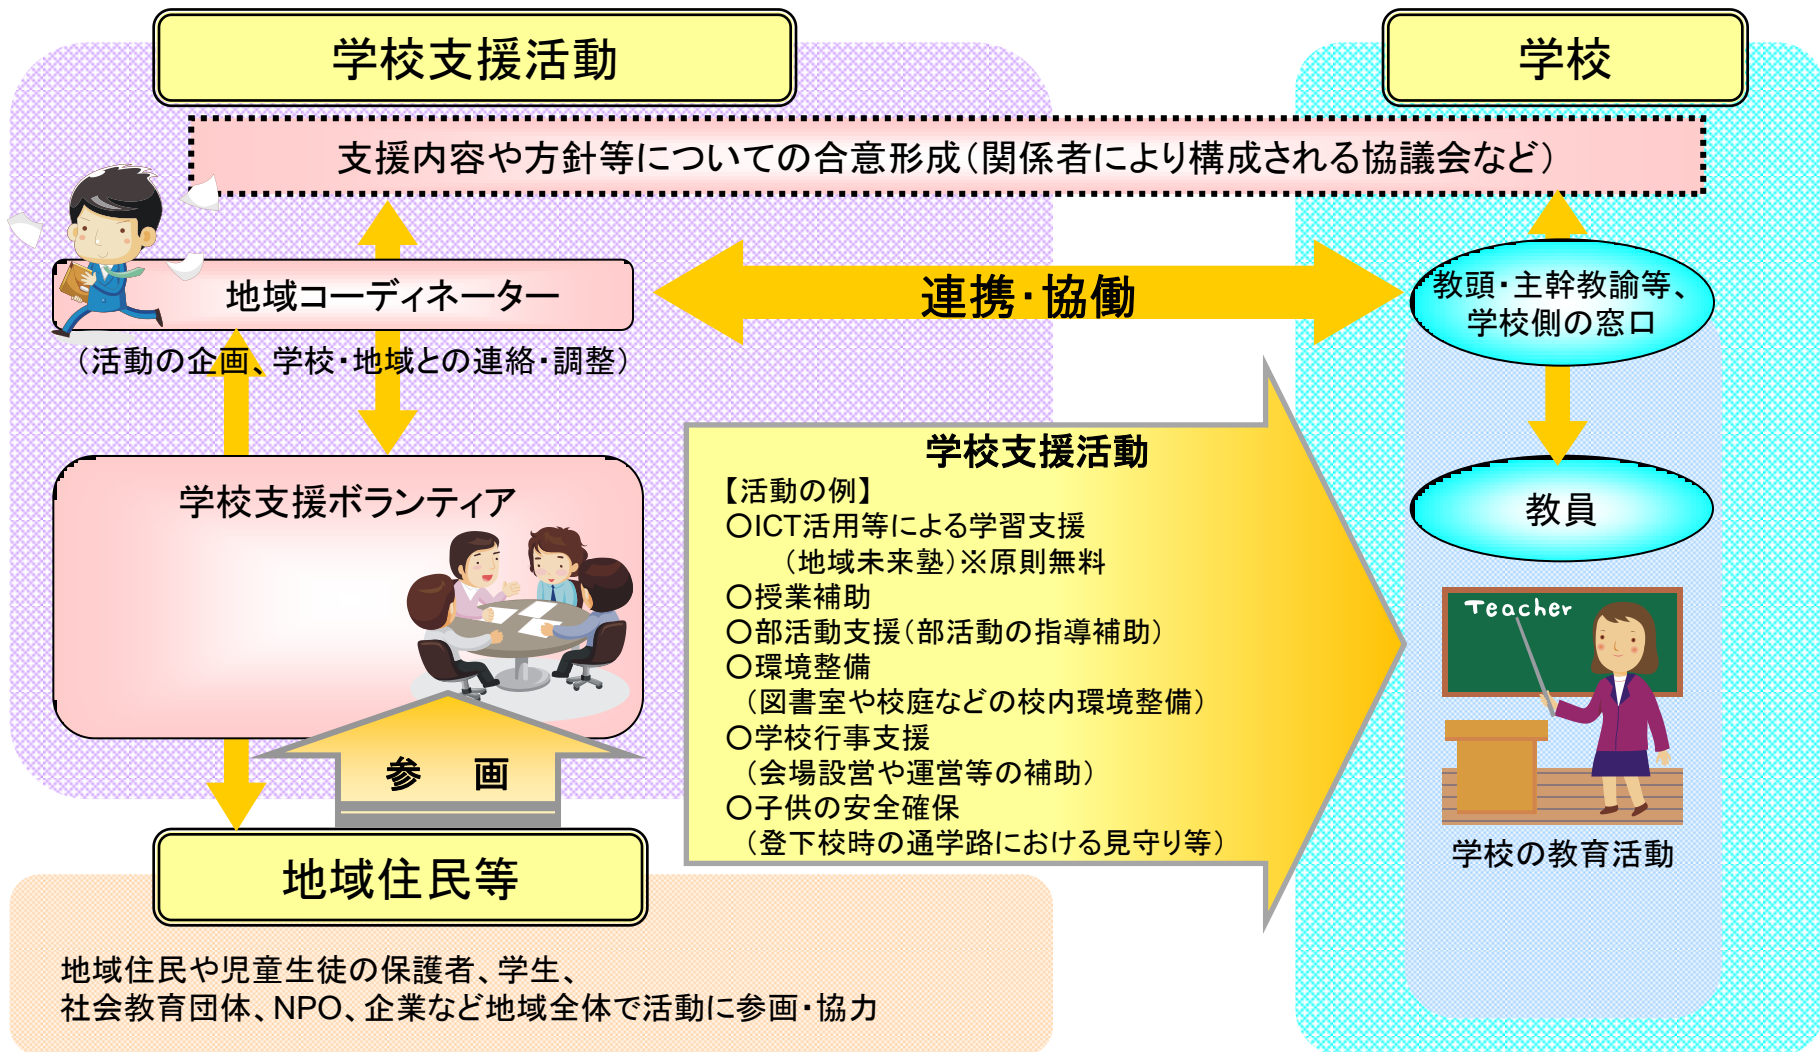 学校支援活動
学校
支援内容や方針等についての合意形成（関係者により構成される協議会など）
地域コーディネーター
（活動の企画、学校・地域との連絡・調整）
連携・協働
教頭・主幹教諭等、
学校側の窓口
学校支援ボランティア
参　画
学校支援活動
【活動の例】
○ICT活用等による学習支援
（地域未来塾）※原則無料
○授業補助
○部活動支援（部活動の指導補助）
○環境整備
（図書室や校庭などの校内環境整備）
○学校行事支援
（会場設営や運営等の補助）
○子供の安全確保
（登下校時の通学路における見守り等）
教員
Teacher
学校の教育活動
地域住民等
地域住民や児童生徒の保護者、学生、
社会教育団体、NPO、企業など地域全体で活動に参画・協力